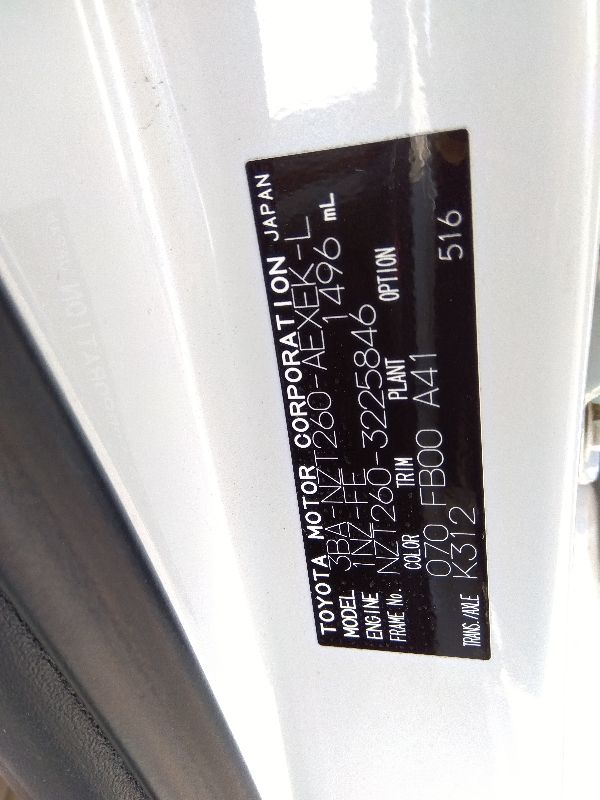 TOYOTA MOTOR CORPORATION JAPAN
MODEL 3BA-NZT260-AEXEK-L
ENGINE 1NZ-FE 1496 mL
FRAME No. NZT260-3225846
COLOR TRIM PLANT OPTION
070 FB00 A41
TRANS./AXLE K312 516